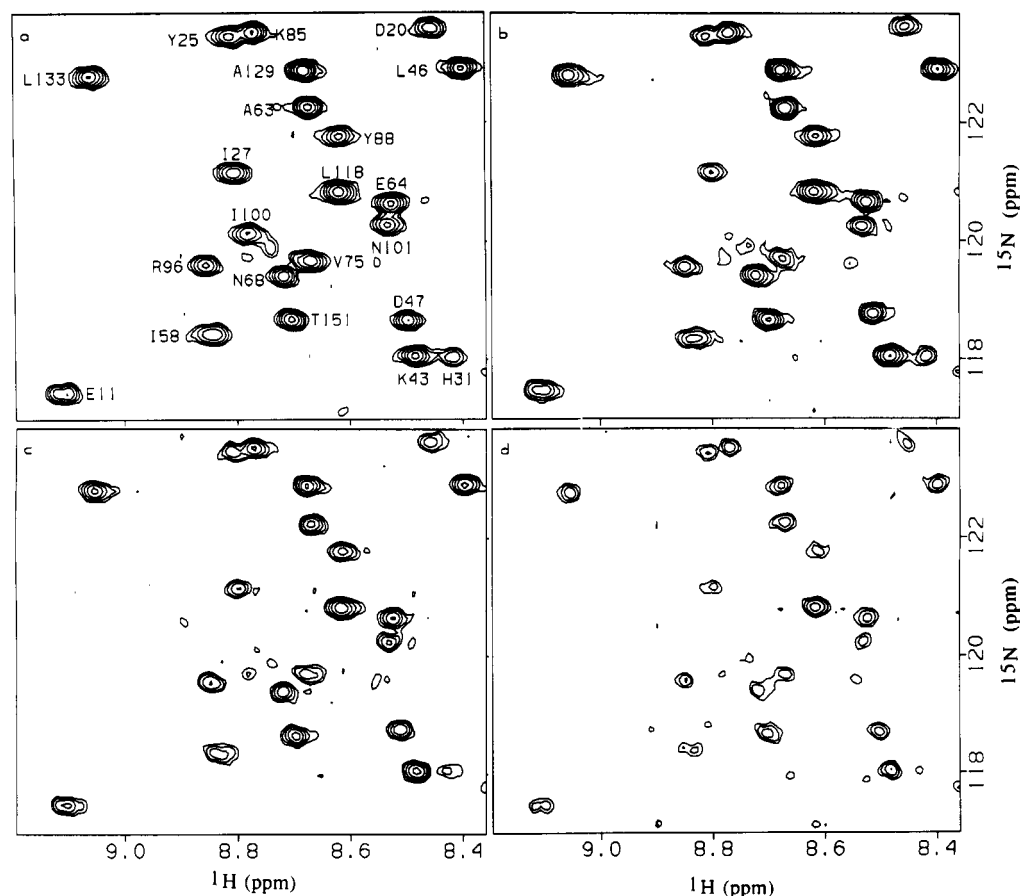 a
Y25
K85
D20
b
L133
A129
L46
A63
Y88
122
I27
L118
E64
I100
N101
120
R96
N68
V75
D47
T151
I58
118
K43
H31
E11
15N (ppm)
c
d
122
120
118
15N (ppm)
9.0
8.8
8.6
8.4
9.0
8.8
8.6
8.4
1H (ppm)
1H (ppm)